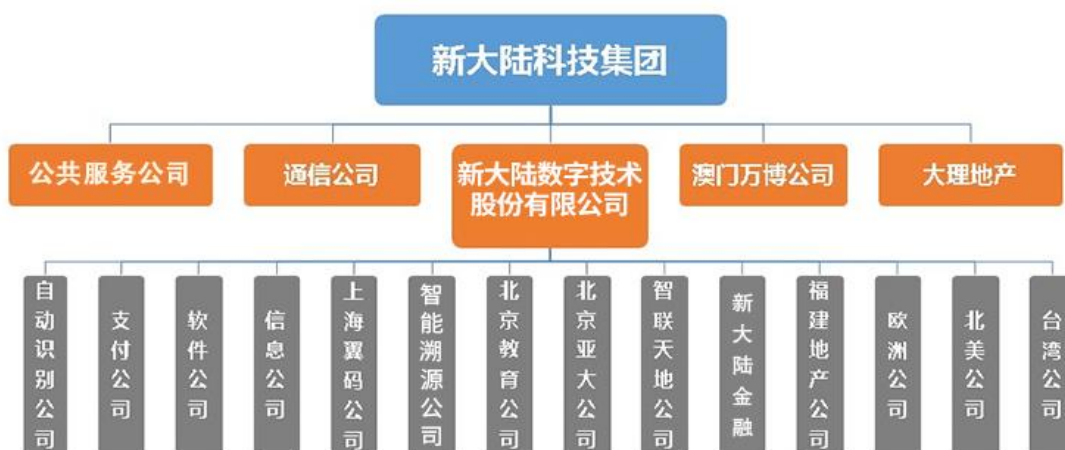 新大陆科技集团
公共服务公司
通信公司
新大陆数字技术
股份有限公司
澳门万博公司
大理地产
自动识别公司
支付公司
软件公司
信息公司
上海翼码公司
智能溯源公司
北京教育公司
北京亚大公司
智联天地公司
新大陆金融
福建地产公司
欧洲公司
北美公司
台湾公司